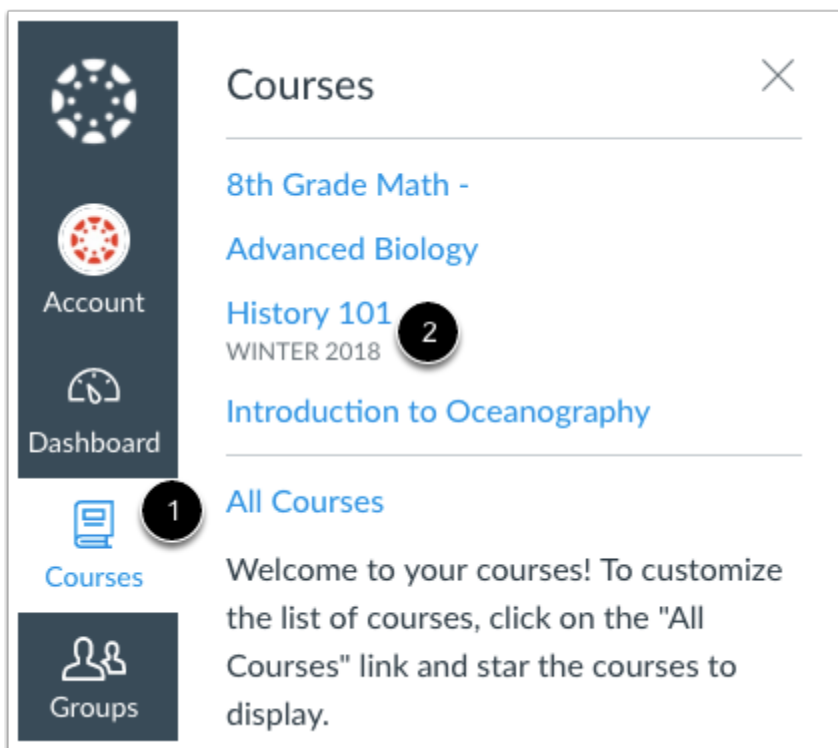 Courses
8th Grade Math -
Advanced Biology
Account
History 101
2
WINTER 2018
Introduction to Oceanography
Dashboard
1
All Courses
Courses
Welcome to your courses! To customize
the list of courses, click on the "All
Courses" link and star the courses to
display.
Groups